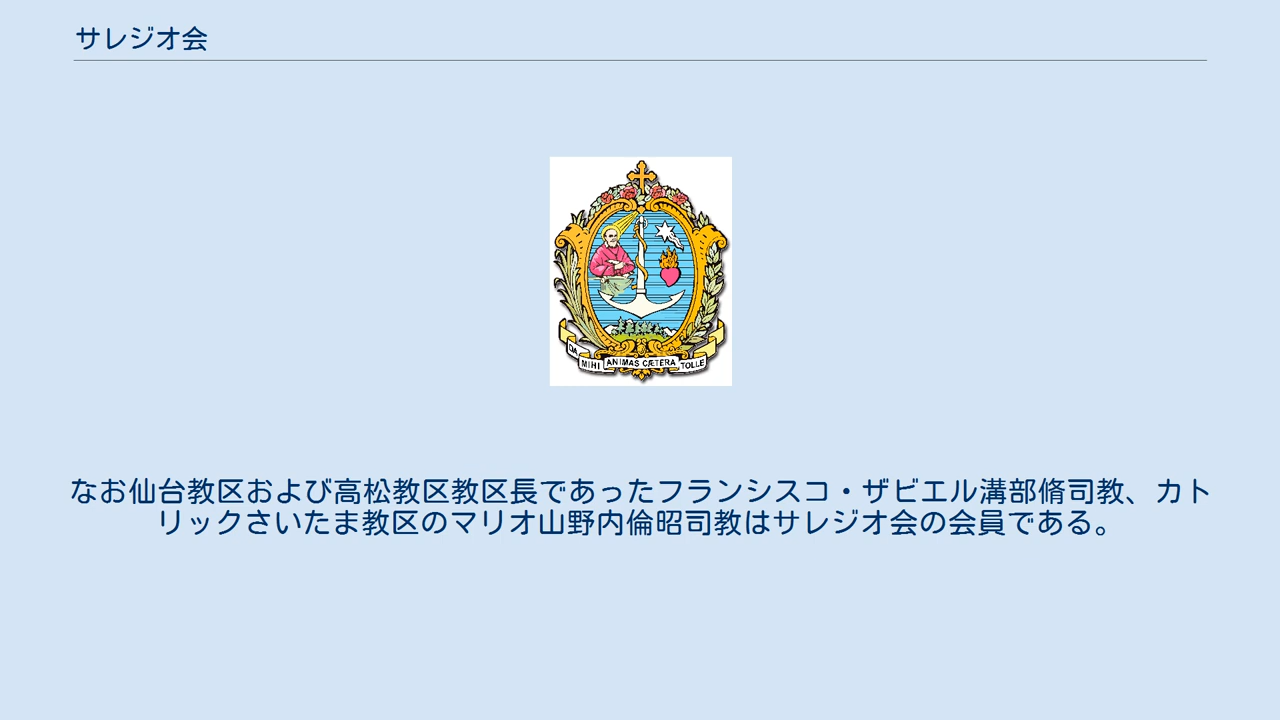 サレジオ会
DA MIHI ANIMAS CÆTERA TOLLE
なお仙台教区および高松教区教区長であったフランシスコ・ザビエル溝部脩司教、カト
リックさいたま教区のマリオ山野内倫昭司教はサレジオ会の会員である。